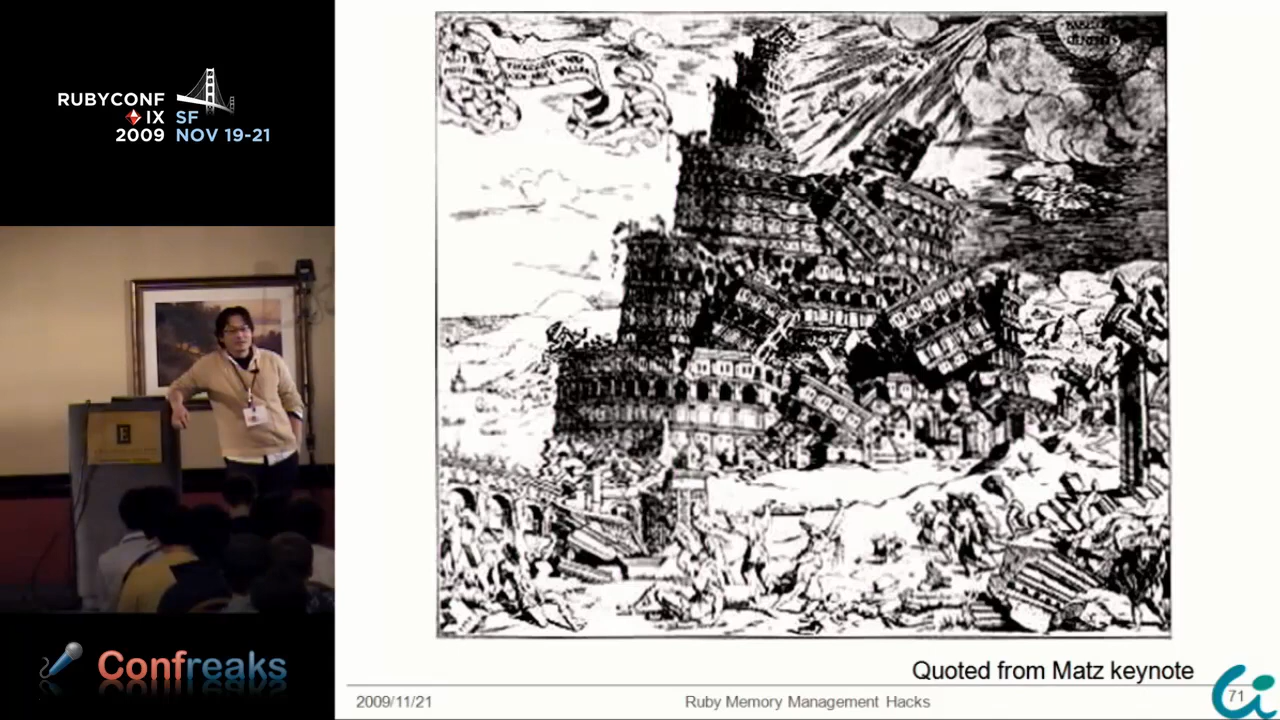 RUBYCONF
IX SF
2009 NOV 19-21
E
Confreaks
Quoted from Matz keynote
2009/11/21
Ruby Memory Management Hacks
71